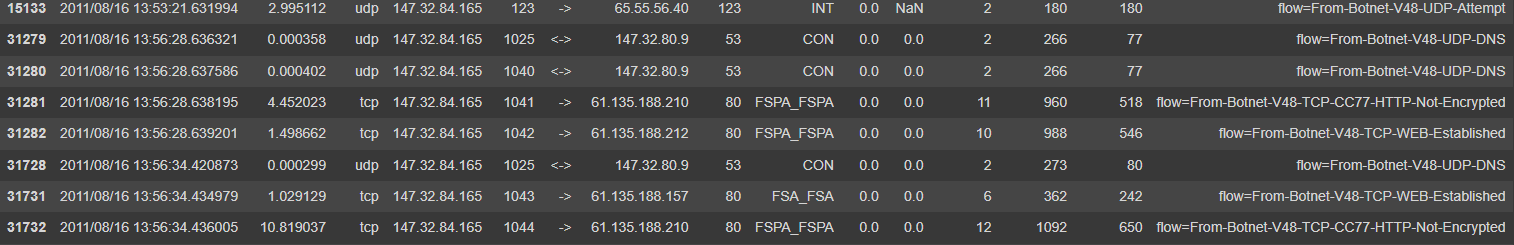 15133 2011/08/16 13:53:21.631994 2.995112 udp 147.32.84.165 123 -> 65.55.56.40 123 INT 0.0 NaN 2 180 180 flow=From-Botnet-V48-UDP-Attempt
31279 2011/08/16 13:56:28.636321 0.000358 udp 147.32.84.165 1025 <-> 147.32.80.9 53 CON 0.0 0.0 2 266 77 flow=From-Botnet-V48-UDP-DNS
31280 2011/08/16 13:56:28.637586 0.000402 udp 147.32.84.165 1040 <-> 147.32.80.9 53 CON 0.0 0.0 2 266 77 flow=From-Botnet-V48-UDP-DNS
31281 2011/08/16 13:56:28.638195 4.452023 tcp 147.32.84.165 1041 -> 61.135.188.210 80 FSPA_FSPA 0.0 0.0 11 960 518 flow=From-Botnet-V48-TCP-CC77-HTTP-Not-Encrypted
31282 2011/08/16 13:56:28.639201 1.498662 tcp 147.32.84.165 1042 -> 61.135.188.212 80 FSPA_FSPA 0.0 0.0 10 988 546 flow=From-Botnet-V48-TCP-WEB-Established
31728 2011/08/16 13:56:34.420873 0.000299 udp 147.32.84.165 1025 <-> 147.32.80.9 53 CON 0.0 0.0 2 273 80 flow=From-Botnet-V48-UDP-DNS
31731 2011/08/16 13:56:34.434979 1.029129 tcp 147.32.84.165 1043 -> 61.135.188.157 80 FSA_FSA 0.0 0.0 6 362 242 flow=From-Botnet-V48-TCP-WEB-Established
31732 2011/08/16 13:56:34.436005 10.819037 tcp 147.32.84.165 1044 -> 61.135.188.210 80 FSPA_FSPA 0.0 0.0 12 1092 650 flow=From-Botnet-V48-TCP-CC77-HTTP-Not-Encrypted